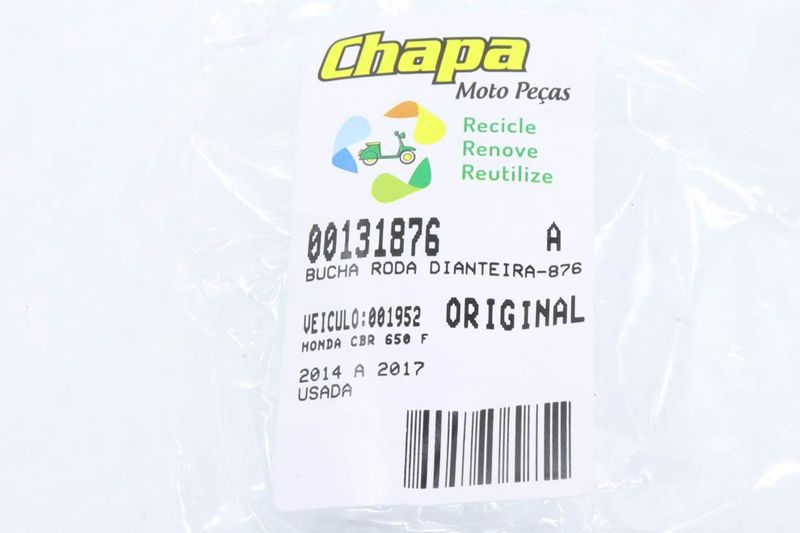 Chapa
Moto Peças
Recicle
Renove
Reutilize
00131876 A
BUCHA RODA DIANTEIRA-876
VEICULO:001952 ORIGINAL
HONDA CBR 650 F
2014 A 2017
USADA